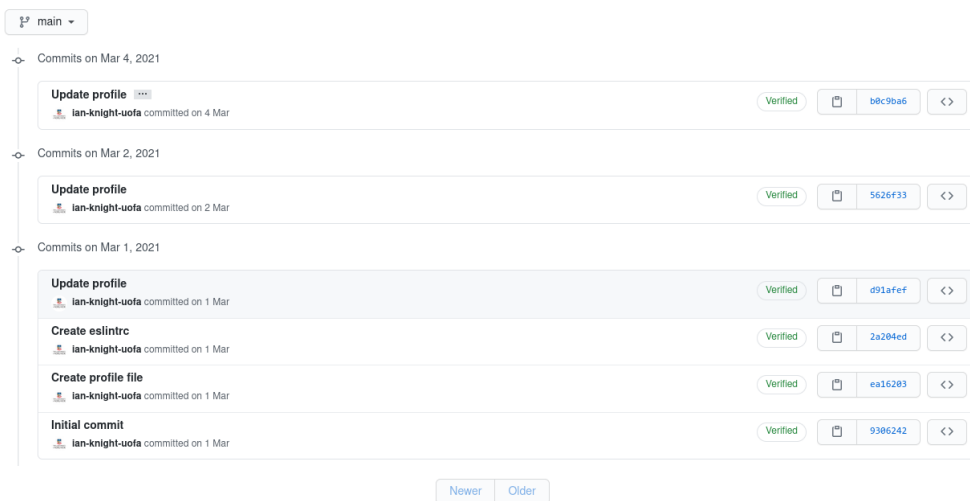 main
Commits on Mar 4, 2021
Update profile ...
ian-knight-uofa committed on 4 Mar
Verified
b0c9ba6
Commits on Mar 2, 2021
Update profile
ian-knight-uofa committed on 2 Mar
Verified
5626f33
Commits on Mar 1, 2021
Update profile
ian-knight-uofa committed on 1 Mar
Verified
d91afef
Create eslintrc
ian-knight-uofa committed on 1 Mar
Verified
2a204ed
Create profile file
ian-knight-uofa committed on 1 Mar
Verified
ea16203
Initial commit
ian-knight-uofa committed on 1 Mar
Verified
9306242
Newer Older